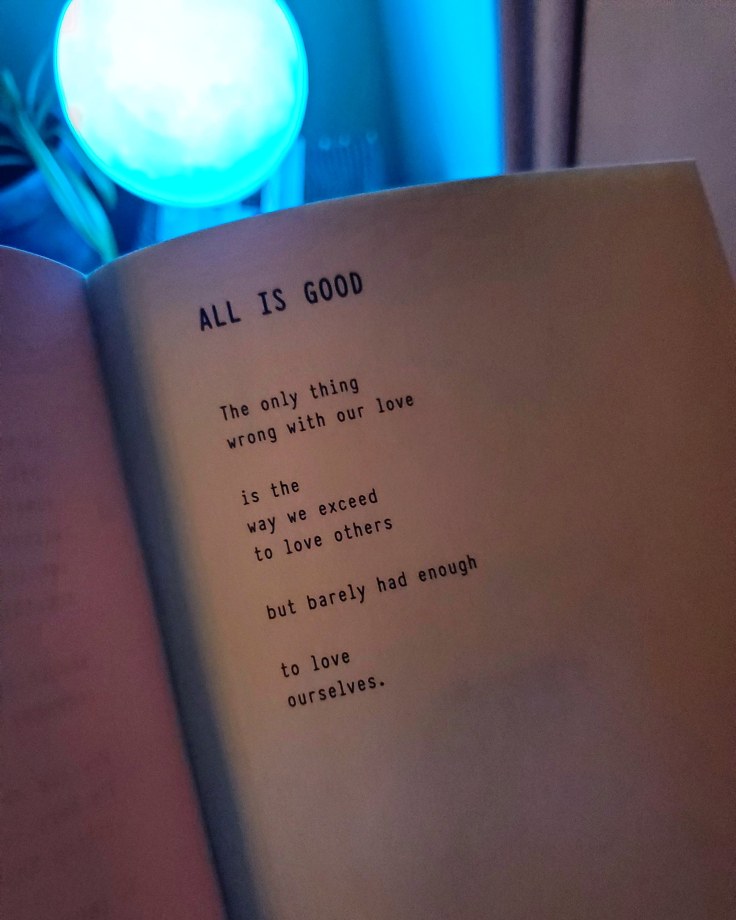 ALL IS GOOD
The only thing
wrong with our love
is the
way we exceed
to love others
but barely had enough
to love
ourselves.